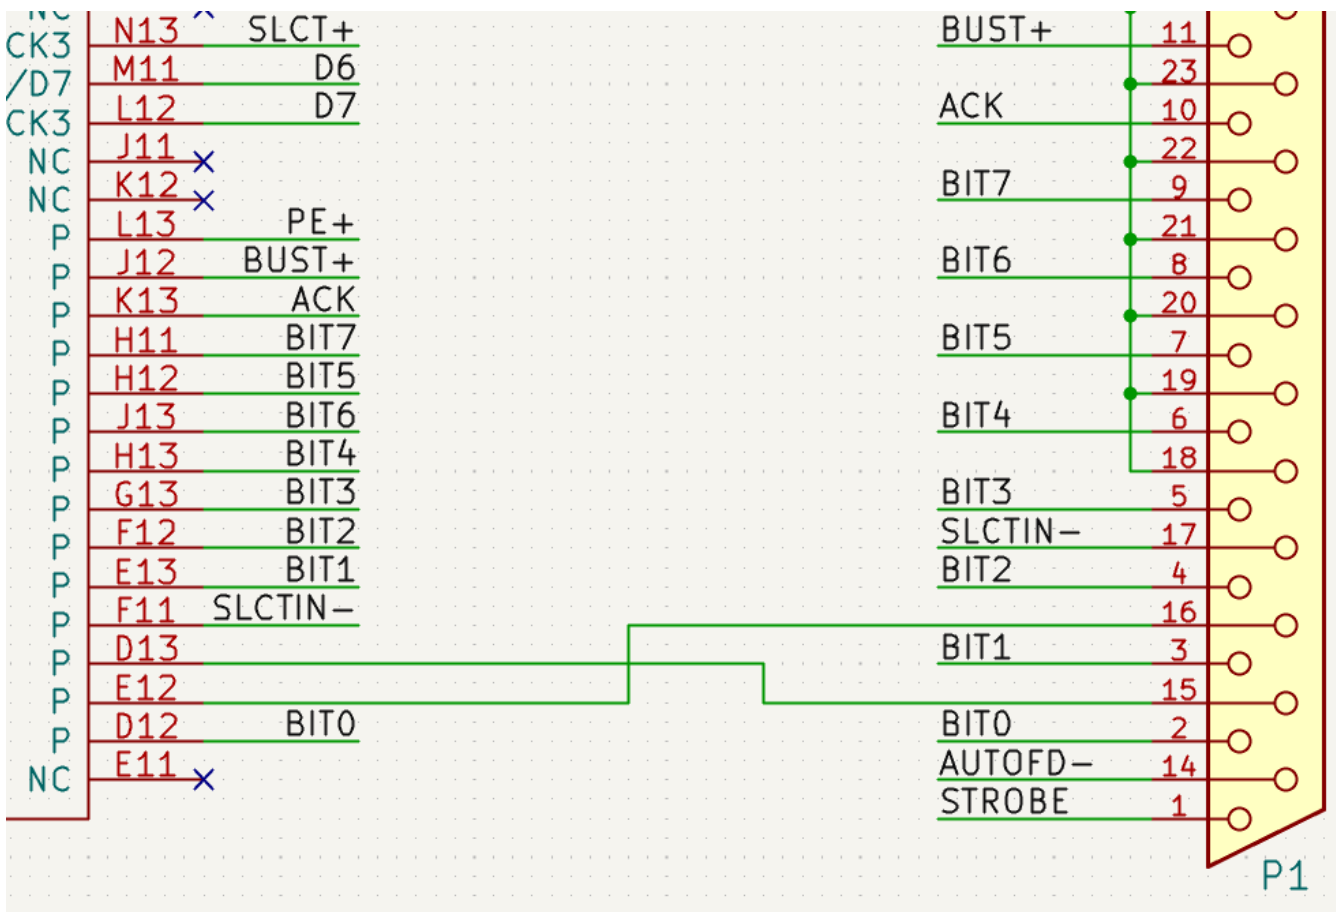 NC
CK3 N13 SLCT+ BUST+ 11
/D7 M11 D6 23
CK3 L12 D7 ACK 10
NC J11 22
NC K12 BIT7 9
P L13 PE+ 21
P J12 BUST+ BIT6 8
P K13 ACK 20
P H11 BIT7 BIT5 7
P H12 BIT5 19
P J13 BIT6 BIT4 6
P H13 BIT4 18
P G13 BIT3 BIT3 5
P F12 BIT2 SLCTIN- 17
P E13 BIT1 BIT2 4
P F11 SLCTIN- 16
P D13 BIT1 3
P E12 15
P D12 BIT0 BIT0 2
NC E11 AUTOFD- 14
STROBE 1
P1